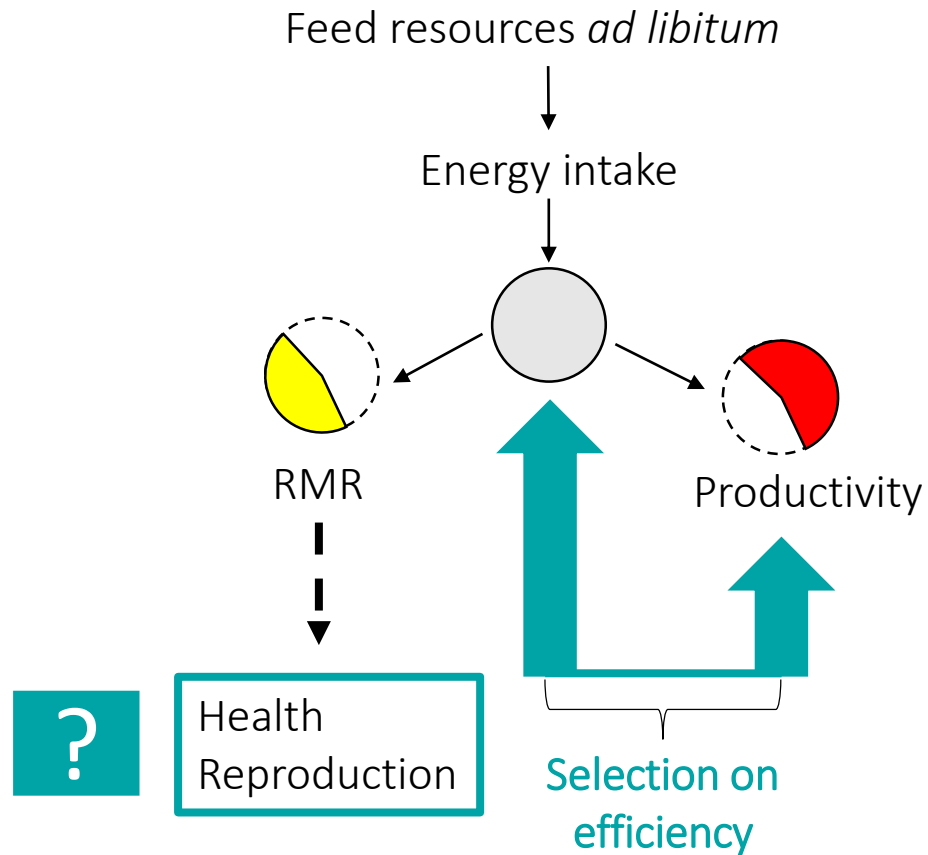 Feed resources ad libitum
Energy intake
RMR
Productivity
?
Health
Reproduction
Selection on
efficiency